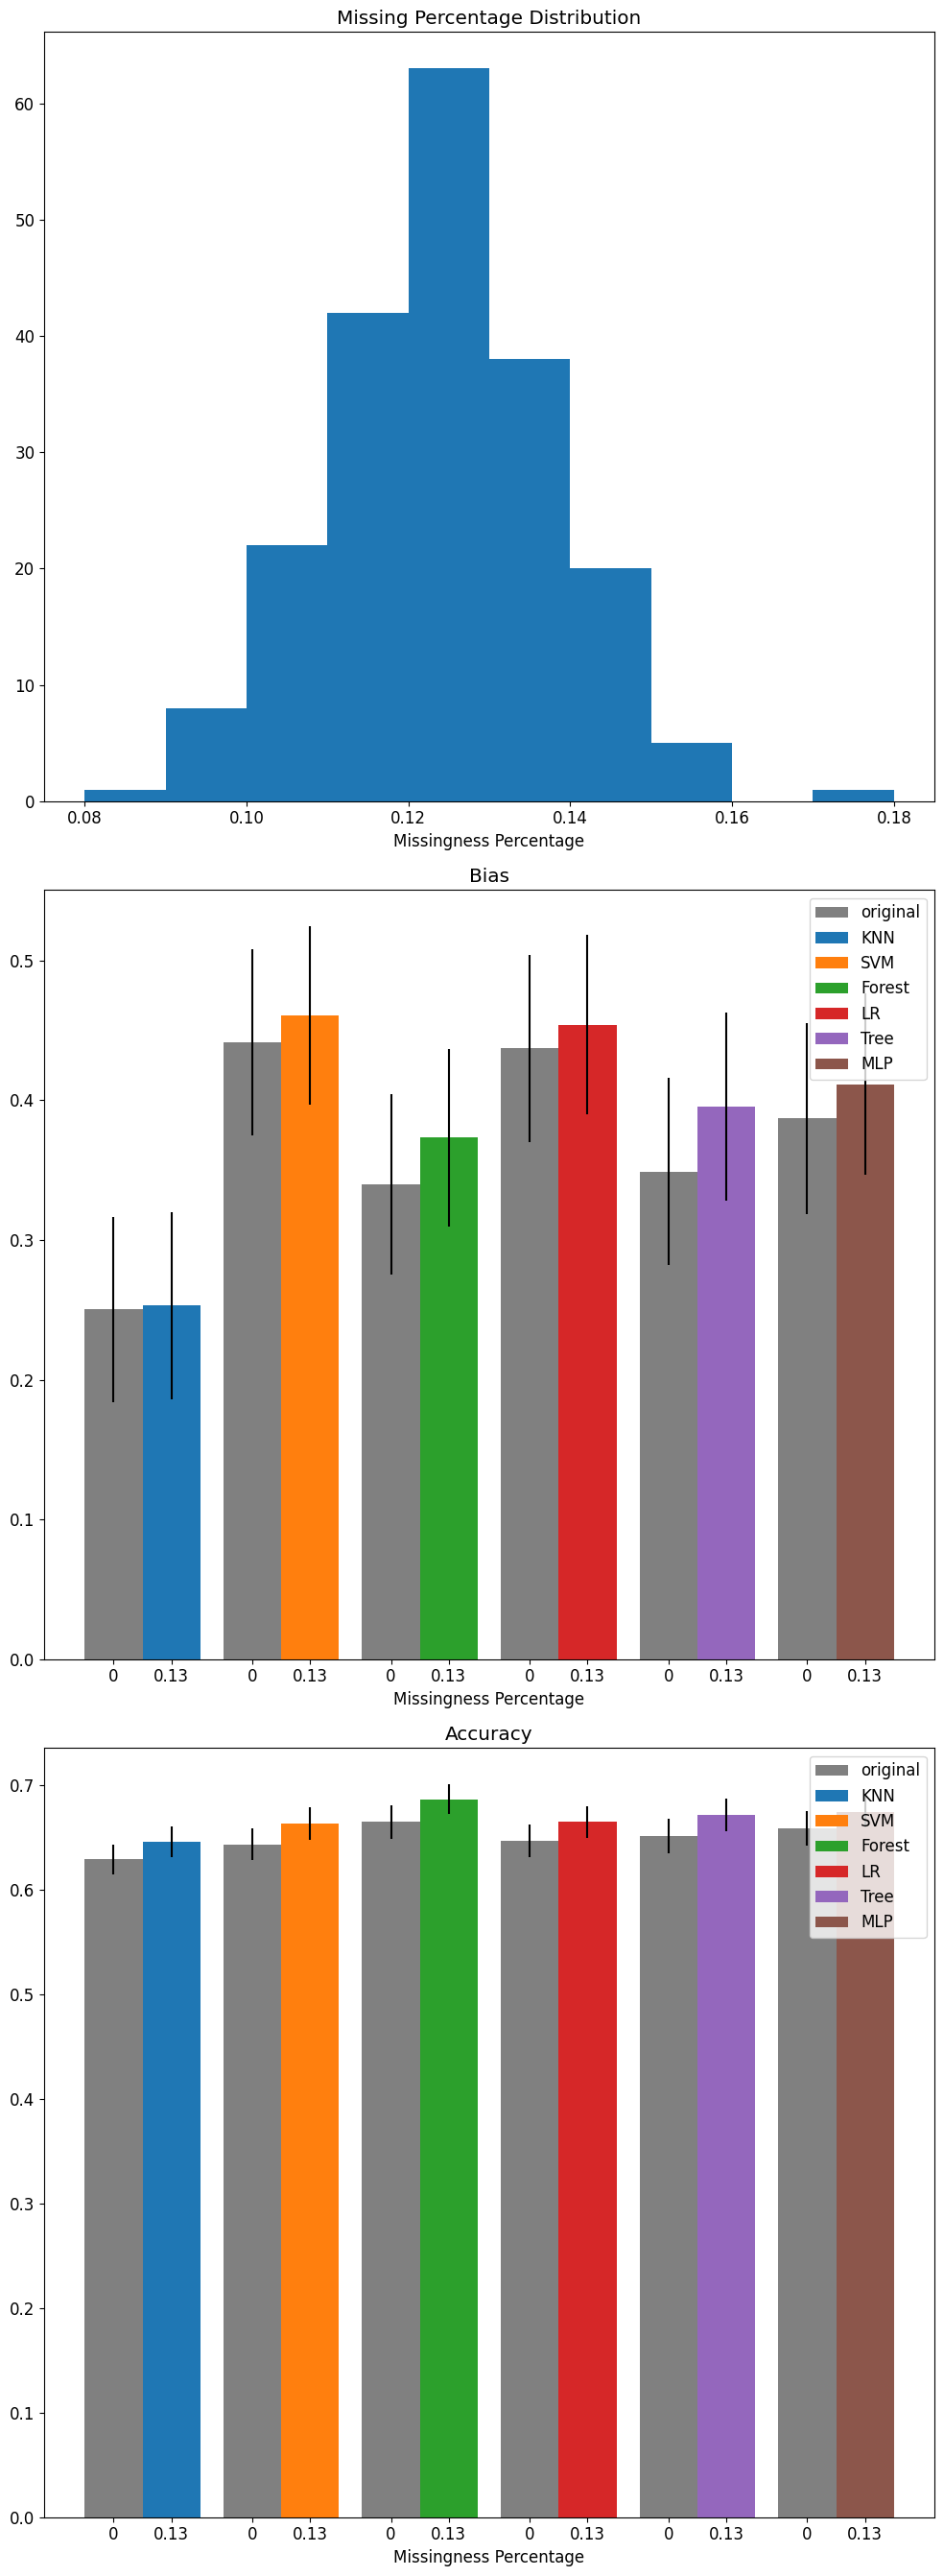 Missing Percentage Distribution
60
50
40
30
20
10
0
0.08 0.10 0.12 0.14 0.16 0.18
Missingness Percentage
Bias
original
KNN
SVM
Forest
LR
Tree
MLP
0.5
0.4
0.3
0.2
0.1
0.0
0 0.13 0 0.13 0 0.13 0 0.13 0 0.13 0 0.13
Missingness Percentage
Accuracy
original
KNN
SVM
Forest
LR
Tree
MLP
0.7
0.6
0.5
0.4
0.3
0.2
0.1
0.0
0 0.13 0 0.13 0 0.13 0 0.13 0 0.13 0 0.13
Missingness Percentage